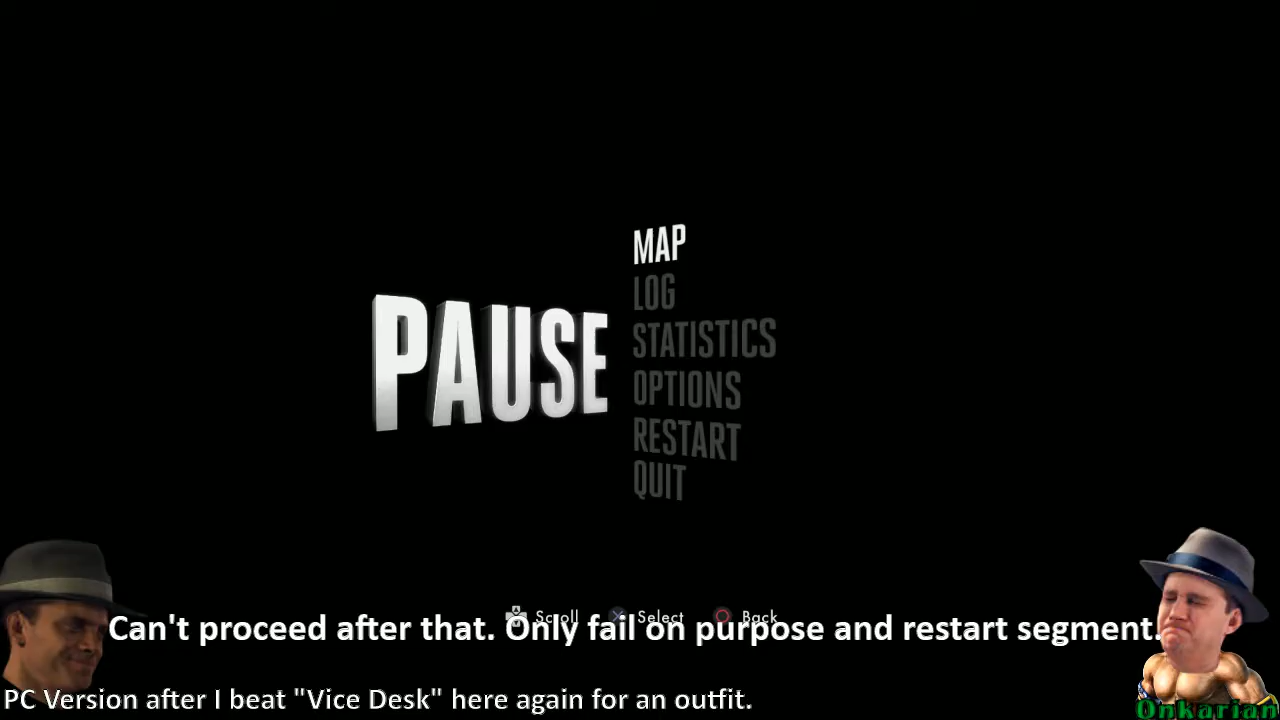 MAP
LOG
STATISTICS
PAUSE
OPTIONS
RESTART
QUIT
Scroll Select Back
Can't proceed after that. Only fail on purpose and restart segment.
PC Version after I beat "Vice Desk" here again for an outfit.
Onkarian